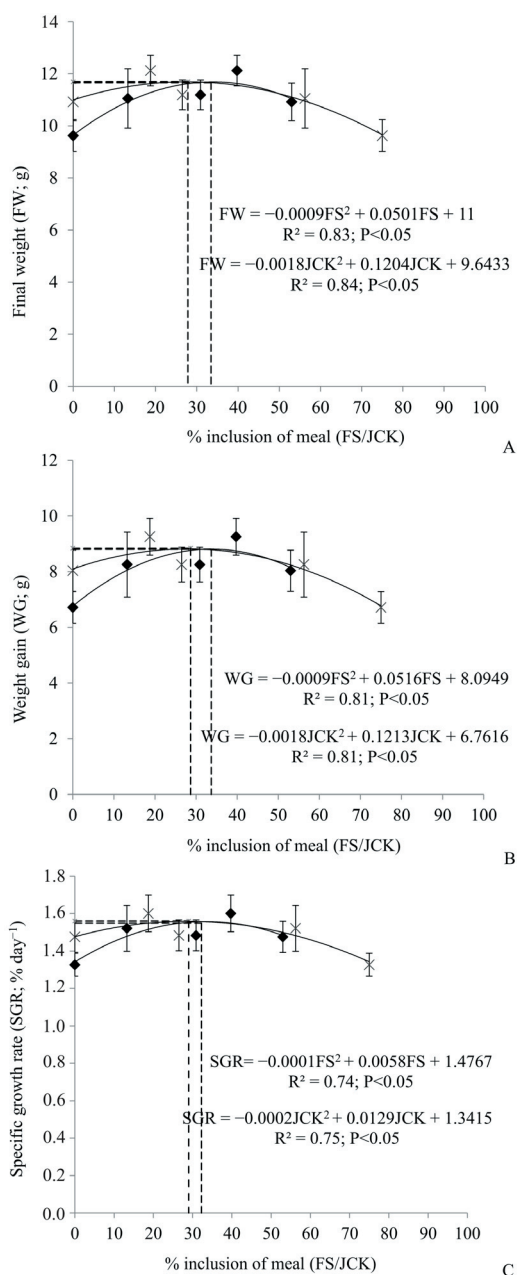 14
12
10
8
6
4
2
0
Final weight (FW; g)
FW = −0.0009FS² + 0.0501FS + 11
R² = 0.83; P<0.05
FW = −0.0018JCK² + 0.1204JCK + 9.6433
R² = 0.84; P<0.05
0 10 20 30 40 50 60 70 80 90 100
% inclusion of meal (FS/JCK)
A
12
10
8
6
4
2
0
Weight gain (WG; g)
WG = −0.0009FS² + 0.0516FS + 8.0949
R² = 0.81; P<0.05
WG = −0.0018JCK² + 0.1213JCK + 6.7616
R² = 0.81; P<0.05
0 10 20 30 40 50 60 70 80 90 100
% inclusion of meal (FS/JCK)
B
1.8
1.6
1.4
1.2
1.0
0.8
0.6
0.4
0.2
0.0
Specific growth rate (SGR; % day⁻¹)
SGR= −0.0001FS² + 0.0058FS + 1.4767
R² = 0.74; P<0.05
SGR = −0.0002JCK² + 0.0129JCK + 1.3415
R² = 0.75; P<0.05
0 10 20 30 40 50 60 70 80 90 100
% inclusion of meal (FS/JCK)
C